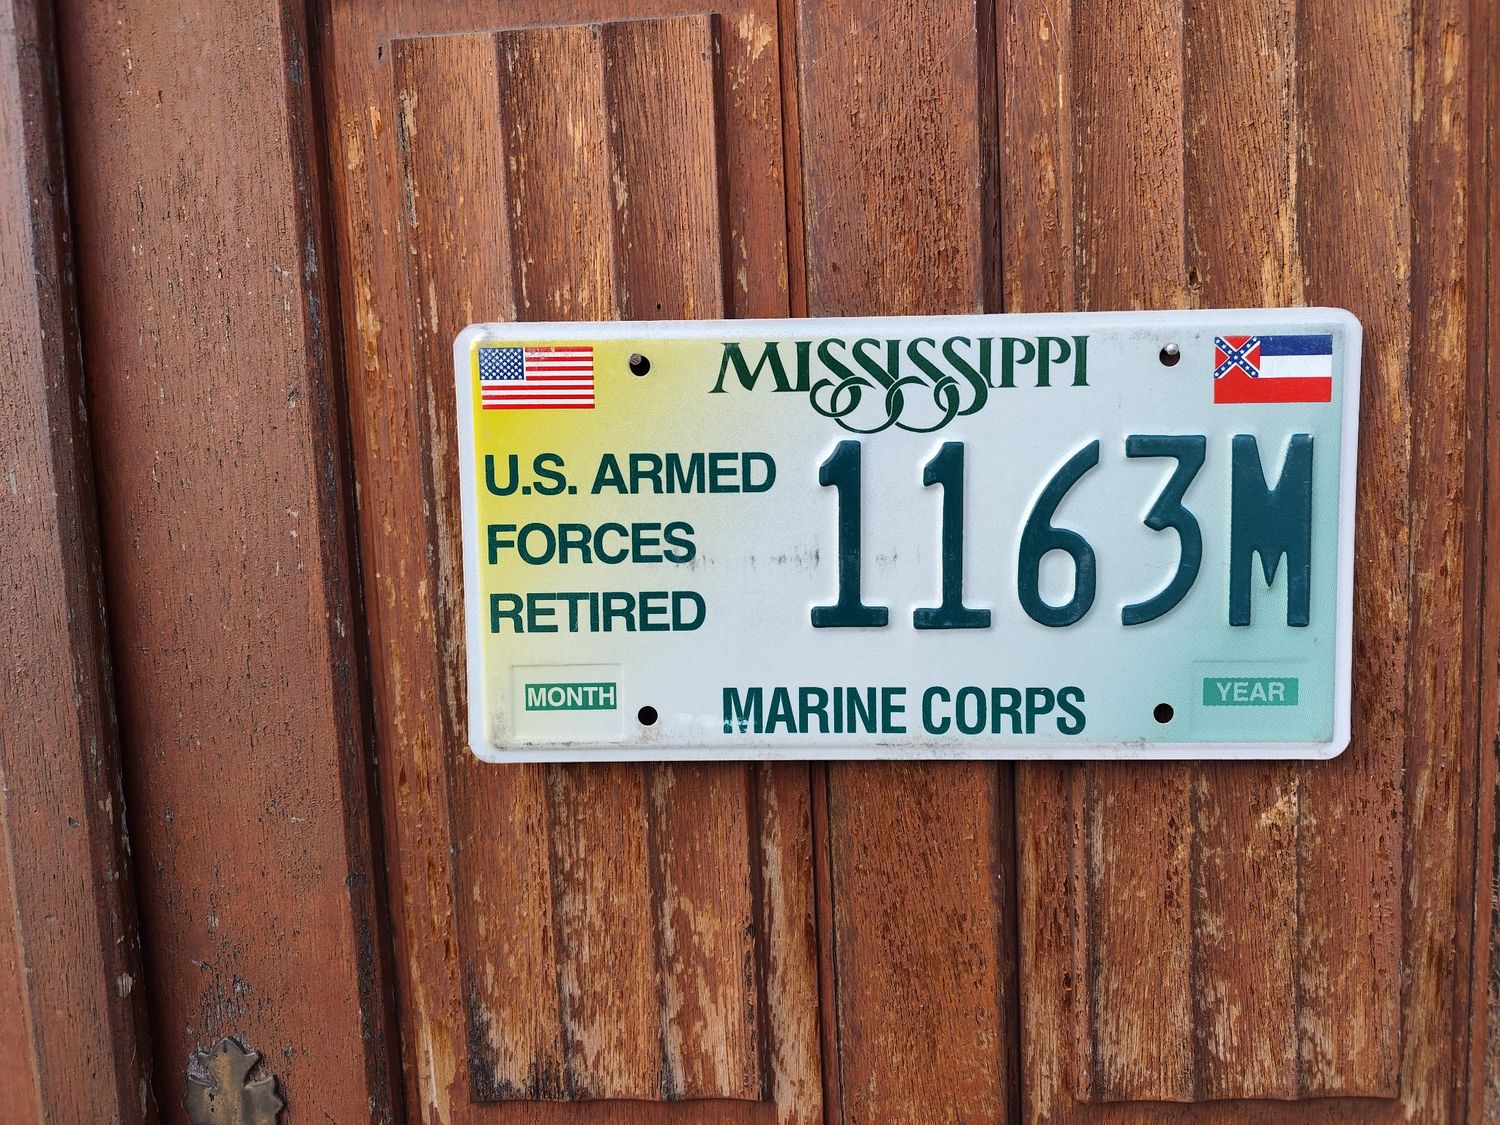 MISSISSIPPI
U.S. ARMED
FORCES
RETIRED
1163M
MONTH
MARINE CORPS
YEAR